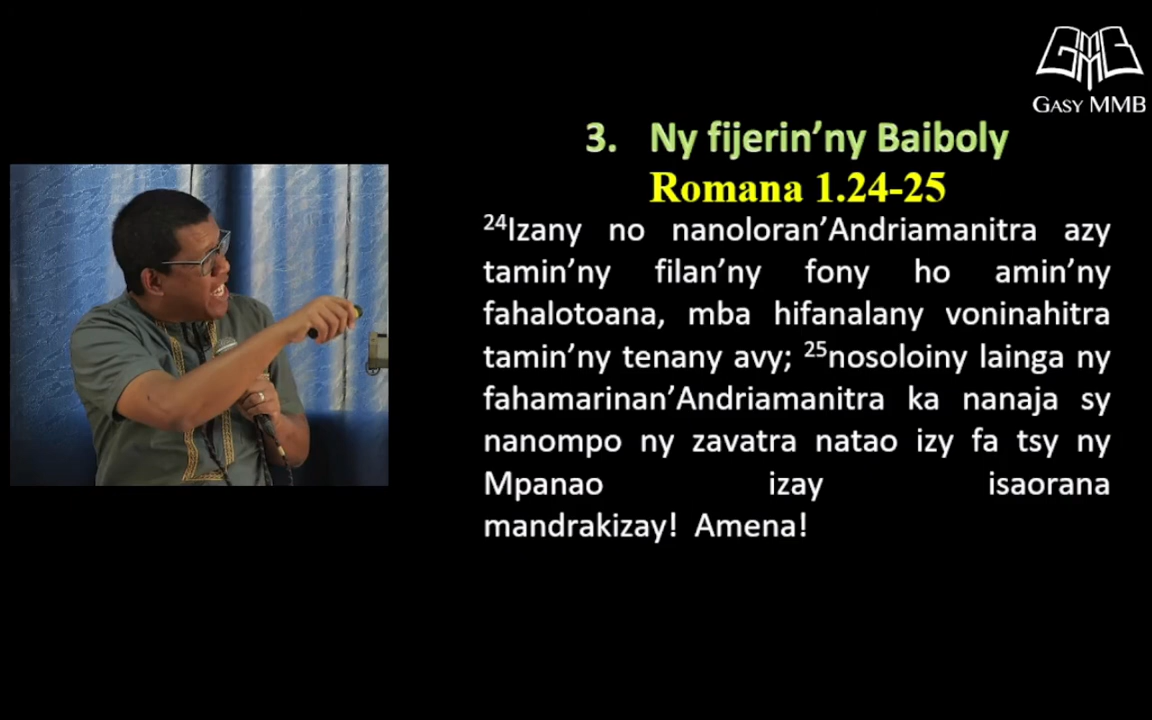 GMMB
GASY MMB
3. Ny fijerin’ny Baiboly
Romana 1.24-25
²⁴Izany no nanoloran’Andriamanitra azy
tamin’ny filan’ny fony ho amin’ny
fahalotoana, mba hifanalany voninahitra
tamin’ny tenany avy; ²⁵nosoloiny lainga ny
fahamarinan’Andriamanitra ka nanaja sy
nanompo ny zavatra natao izy fa tsy ny
Mpanao izay isaorana
mandrakizay! Amena!